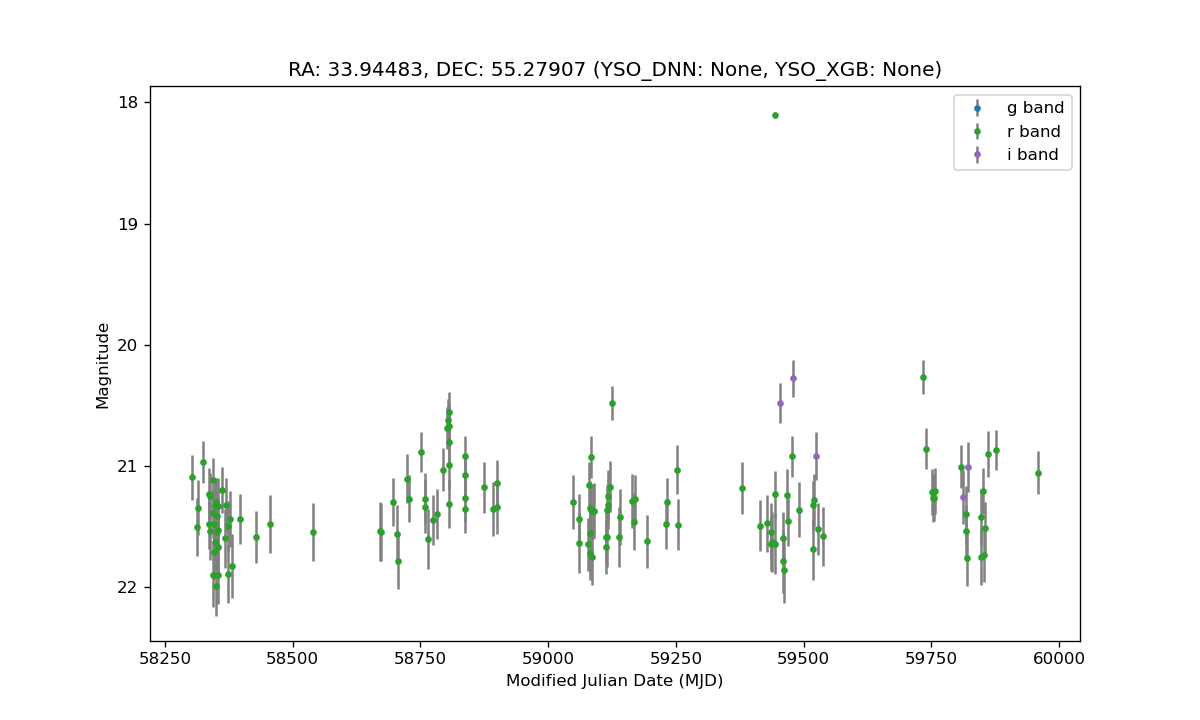 RA: 33.94483, DEC: 55.27907 (YSO_DNN: None, YSO_XGB: None)
g band
r band
i band
18
19
20
21
22
Magnitude
58250 58500 58750 59000 59250 59500 59750 60000
Modified Julian Date (MJD)